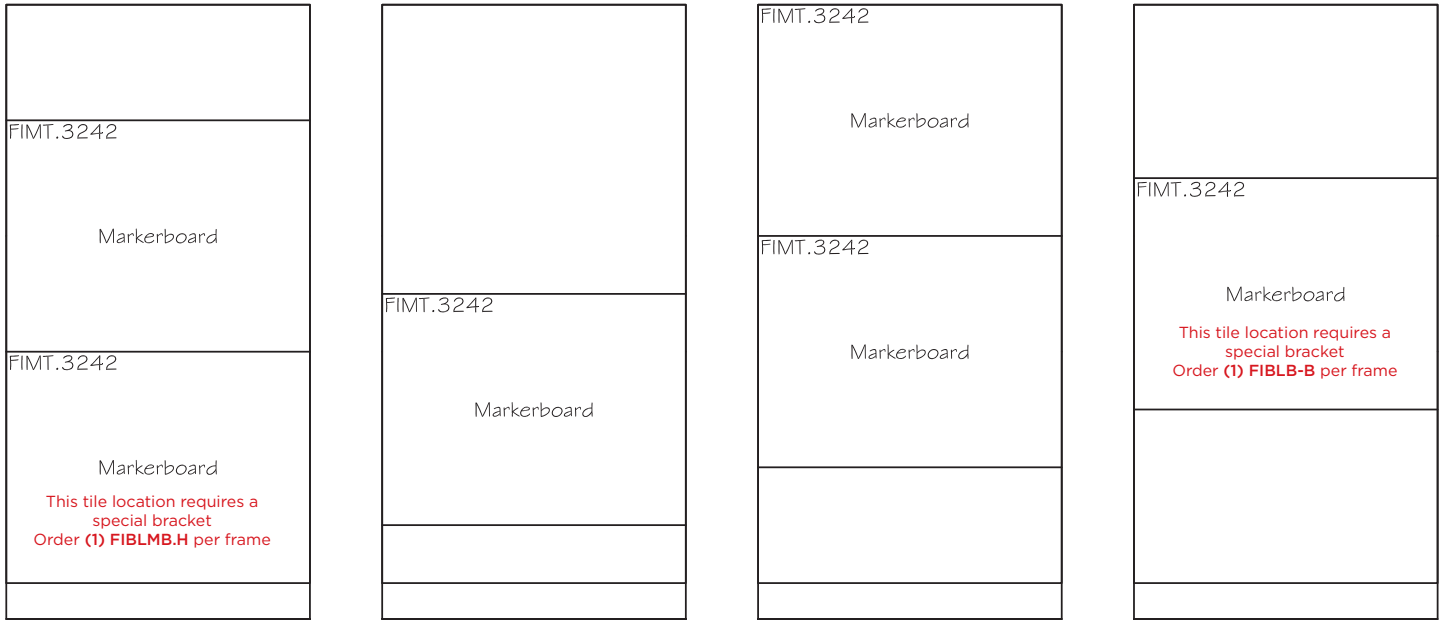 FIMT.3242
Markerboard
FIMT.3242
Markerboard
This tile location requires a
special bracket
Order (1) FIBLMB.H per frame
FIMT.3242
Markerboard
FIMT.3242
Markerboard
FIMT.3242
Markerboard
FIMT.3242
Markerboard
This tile location requires a
special bracket
Order (1) FIBLB-B per frame